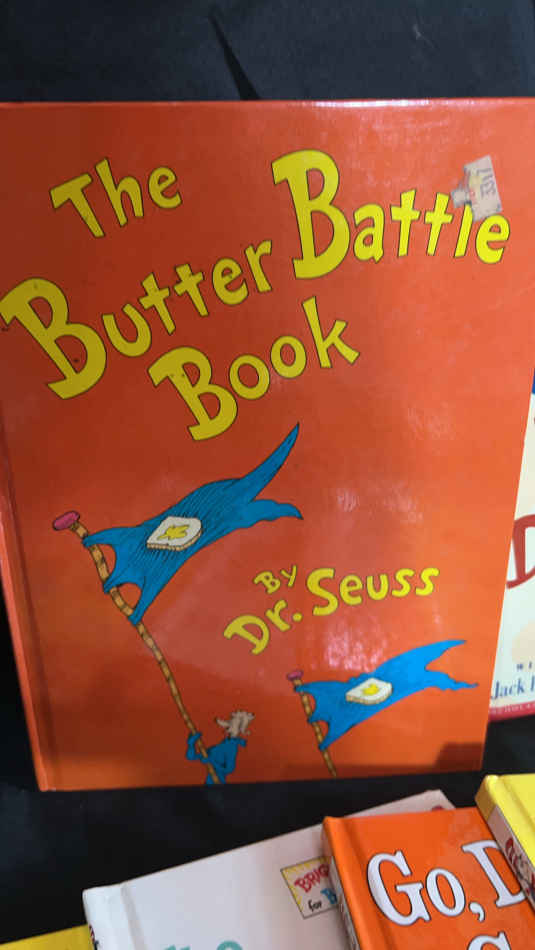 The
Butter Battle
Book
By
Dr. Seuss
Go, D